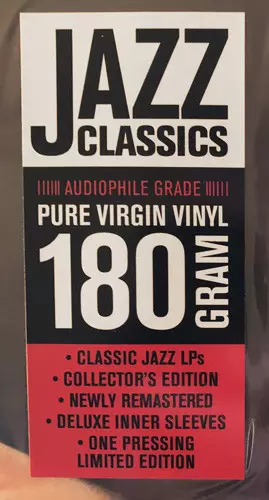 JAZZ
CLASSICS
AUDIOPHILE GRADE
PURE VIRGIN VINYL
180 GRAM
• CLASSIC JAZZ LPs
• COLLECTOR'S EDITION
• NEWLY REMASTERED
• DELUXE INNER SLEEVES
• ONE PRESSING
LIMITED EDITION